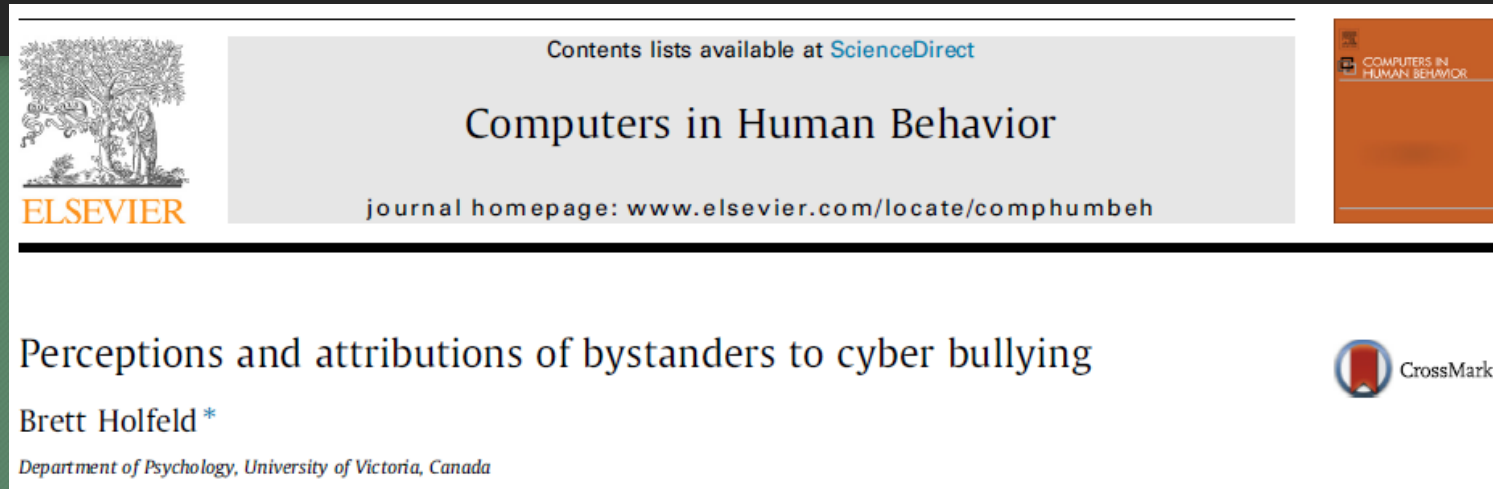 Contents lists available at ScienceDirect
Computers in Human Behavior
journal homepage: www.elsevier.com/locate/comphumbeh
ELSEVIER
COMPUTERS IN
HUMAN BEHAVIOR
Perceptions and attributions of bystanders to cyber bullying
CrossMark
Brett Holfeld *
Department of Psychology, University of Victoria, Canada